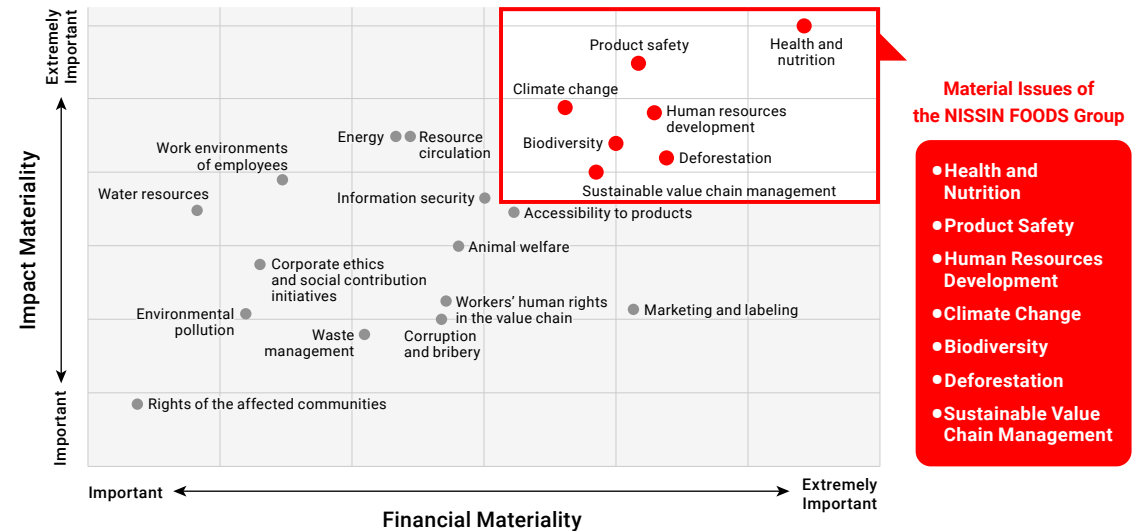 Extremely
Important
Impact Materiality
Important
Health and
nutrition
Product safety
Climate change
Human resources
development
Biodiversity
Deforestation
Sustainable value chain management
Energy
Resource
circulation
Work environments
of employees
Water resources
Information security
Accessibility to products
Animal welfare
Corporate ethics
and social contribution
initiatives
Environmental
pollution
Workers' human rights
in the value chain
Marketing and labeling
Waste
management
Corruption
and bribery
Rights of the affected communities
Important
Extremely
Important
Financial Materiality
Material Issues of
the NISSIN FOODS Group
•Health and
Nutrition
•Product Safety
•Human Resources
Development
•Climate Change
•Biodiversity
•Deforestation
•Sustainable Value
Chain Management